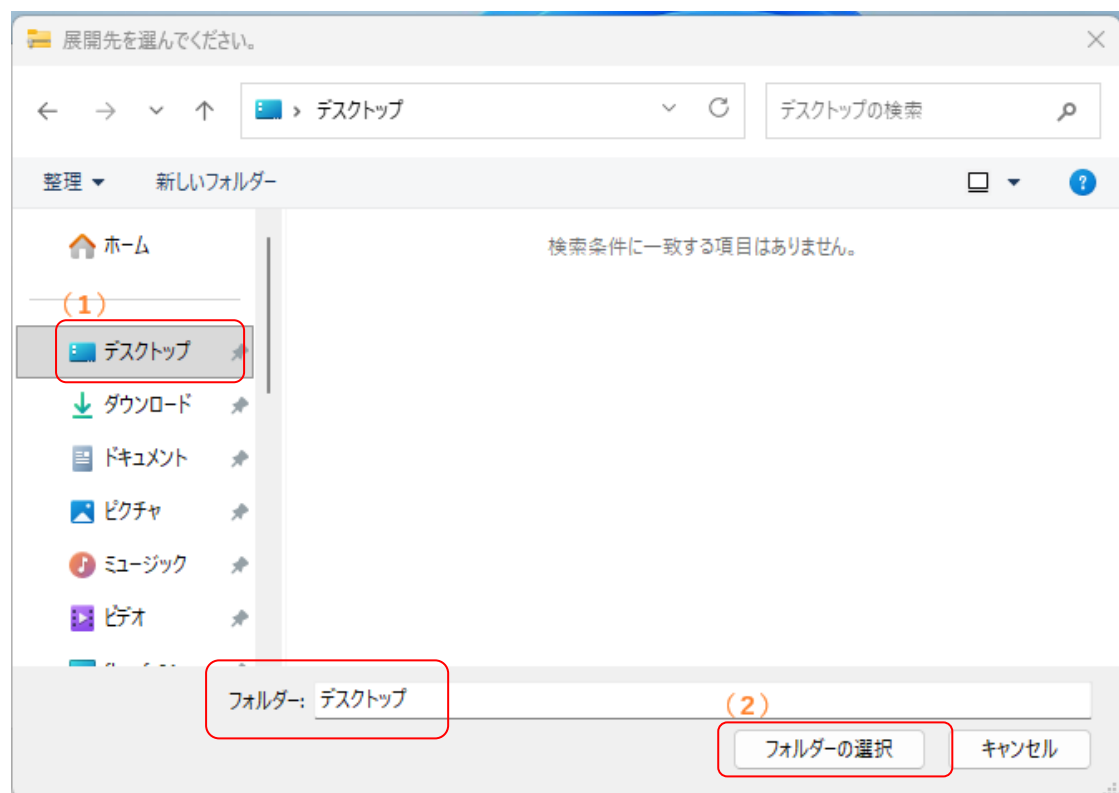 展開先を選んでください。
デスクトップ
デスクトップの検索
整理
新しいフォルダー
ホーム
検索条件に一致する項目はありません。
（1）
デスクトップ
ダウンロード
ドキュメント
ピクチャ
ミュージック
ビデオ
フォルダー: デスクトップ
（2）
フォルダーの選択
キャンセル